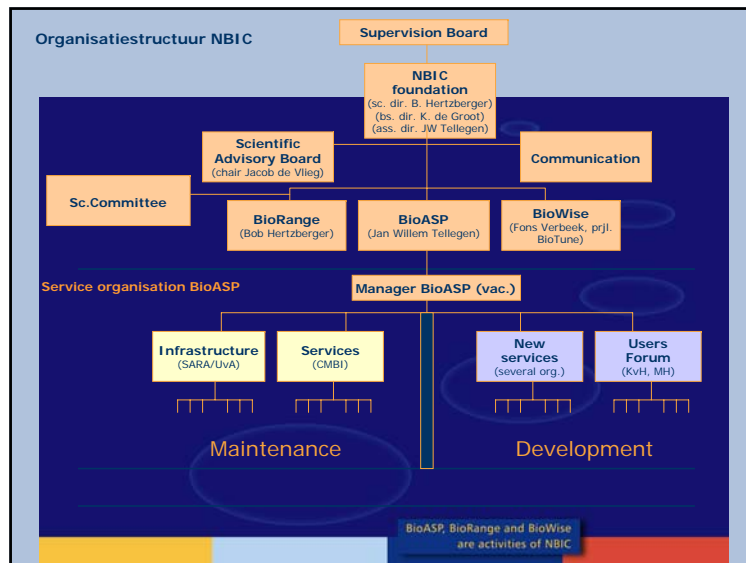 Organisatiestructuur NBIC
Supervision Board
NBIC
foundation
(sc. dir. B. Hertzberger)
(bs. dir. K. de Groot)
(ass. dir. JW Tellegen)
Scientific
Advisory Board
(chair Jacob de Vlieg)
Communication
Sc.Committee
BioRange
(Bob Hertzberger)
BioASP
(Jan Willem Tellegen)
BioWise
(Fons Verbeek, prjl.
BioTune)
Service organisation BioASP
Manager BioASP (vac.)
Infrastructure
(SARA/UvA)
Services
(CMBI)
New
services
(several org.)
Users
Forum
(KvH, MH)
Maintenance
Development
BioASP, BioRange and BioWise
are activities of NBIC